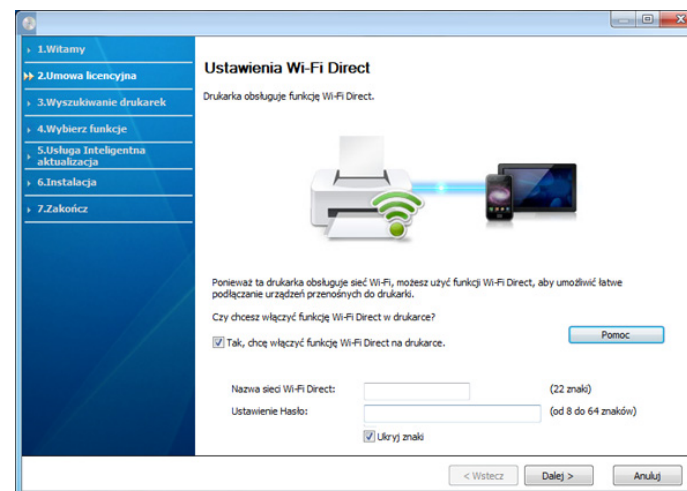 1.Witamy
2.Umowa licencyjna
3.Wyszukiwanie drukarek
4.Wybierz funkcje
5.Usługa Inteligentna
aktualizacja
6.Instalacja
7.Zakończ
Ustawienia Wi-Fi Direct
Drukarka obsługuje funkcję Wi-Fi Direct.
Ponieważ ta drukarka obsługuje sieć Wi-Fi, możesz użyć funkcji Wi-Fi Direct, aby umożliwić łatwe
podłączanie urządzeń przenośnych do drukarki.
Czy chcesz włączyć funkcję Wi-Fi Direct w drukarce?
Tak, chcę włączyć funkcję Wi-Fi Direct na drukarce.
Pomoc
Nazwa sieci Wi-Fi Direct: (22 znaki)
Ustawienie Hasło: (od 8 do 64 znaków)
Ukryj znaki
< Wstecz Dalej > Anuluj